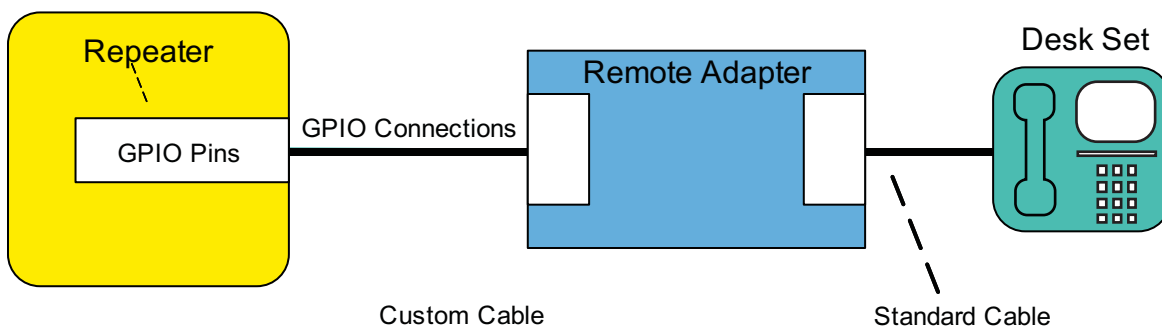 Repeater
GPIO Pins
GPIO Connections
Remote Adapter
Desk Set
Custom Cable
Standard Cable